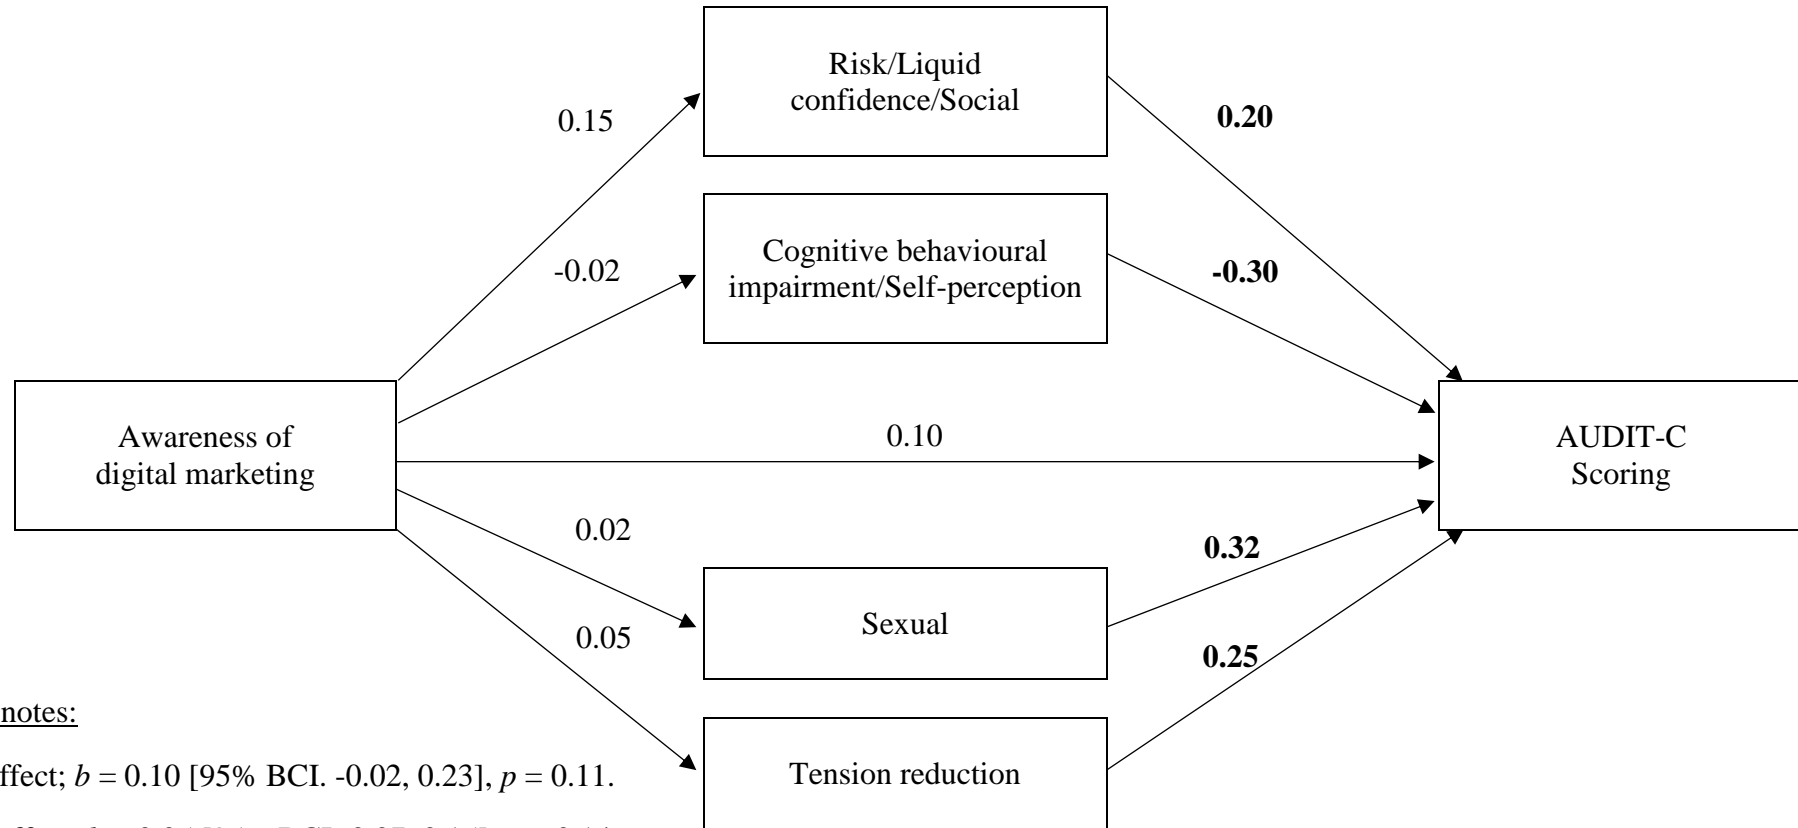 Risk/Liquid
confidence/Social
0.15
0.20
Cognitive behavioural
impairment/Self-perception
-0.02
-0.30
Awareness of
digital marketing
0.10
AUDIT-C
Scoring
0.02
0.32
Sexual
0.05
0.25
notes:
Tension reduction
ffect; b = 0.10 [95% BCI. -0.02, 0.23], p = 0.11.